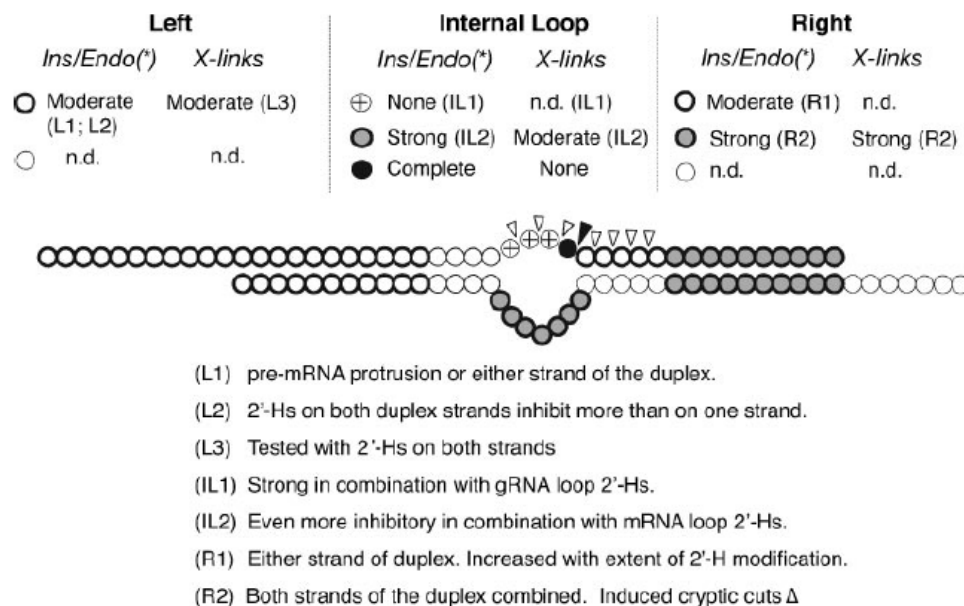 Left Internal Loop Right
Ins/Endo(*) X-links Ins/Endo(*) X-links Ins/Endo(*) X-links
Moderate Moderate (L3) None (IL1) n.d. (IL1) Moderate (R1) n.d.
(L1; L2) Strong (IL2) Moderate (IL2) Strong (R2) Strong (R2)
n.d. n.d. Complete None n.d. n.d.
(L1) pre-mRNA protrusion or either strand of the duplex.
(L2) 2'-Hs on both duplex strands inhibit more than on one strand.
(L3) Tested with 2'-Hs on both strands
(IL1) Strong in combination with gRNA loop 2'-Hs.
(IL2) Even more inhibitory in combination with mRNA loop 2'-Hs.
(R1) Either strand of duplex. Increased with extent of 2'-H modification.
(R2) Both strands of the duplex combined. Induced cryptic cuts Δ